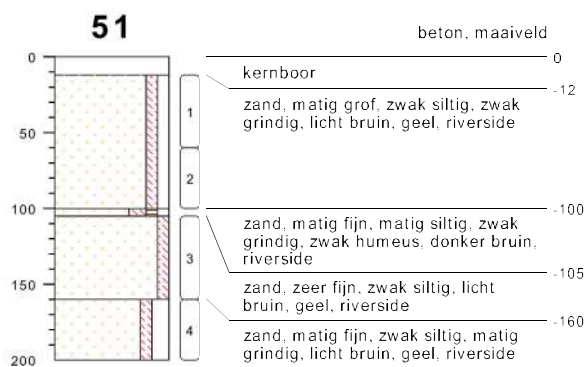 51
beton, maaiveld
0
0
kernboor
-12
zand, matig grof, zwak siltig, zwak
grindig, licht bruin, geel, riverside
1
50
2
100
-100
zand, matig fijn, matig siltig, zwak
grindig, zwak humeus, donker bruin,
riverside
3
-105
150
zand, zeer fijn, zwak siltig, licht
bruin, geel, riverside
-160
4
zand, matig fijn, zwak siltig, matig
grindig, licht bruin, geel, riverside
200